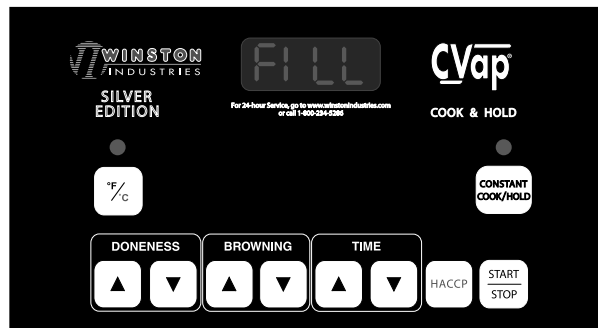 WINSTON
INDUSTRIES
SILVER
EDITION
FILL
For 24-hour Service, go to www.winstonindustries.com
or call 1-800-234-5286
CVap®
COOK & HOLD
°F/°C
CONSTANT
COOK/HOLD
DONENESS
BROWNING
TIME
HACCP
START
STOP